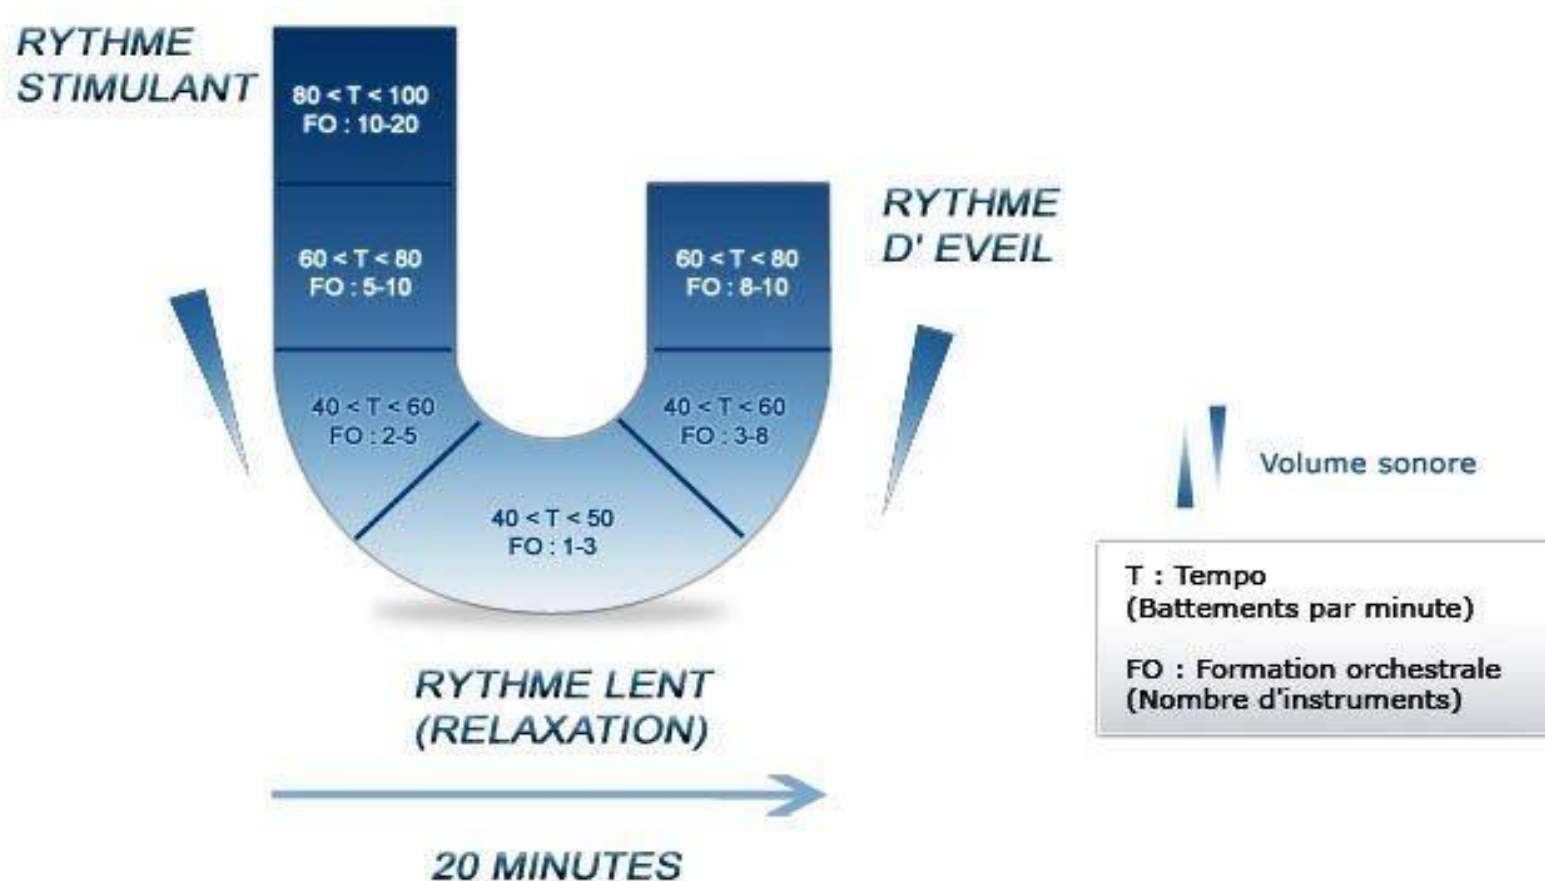 RYTHME
STIMULANT
80 < T < 100
FO : 10-20
60 < T < 80
FO : 5-10
40 < T < 60
FO : 2-5
40 < T < 50
FO : 1-3
40 < T < 60
FO : 3-8
60 < T < 80
FO : 8-10
RYTHME
D' EVEIL
RYTHME LENT
(RELAXATION)
20 MINUTES
Volume sonore
T : Tempo
(Battements par minute)
FO : Formation orchestrale
(Nombre d'instruments)